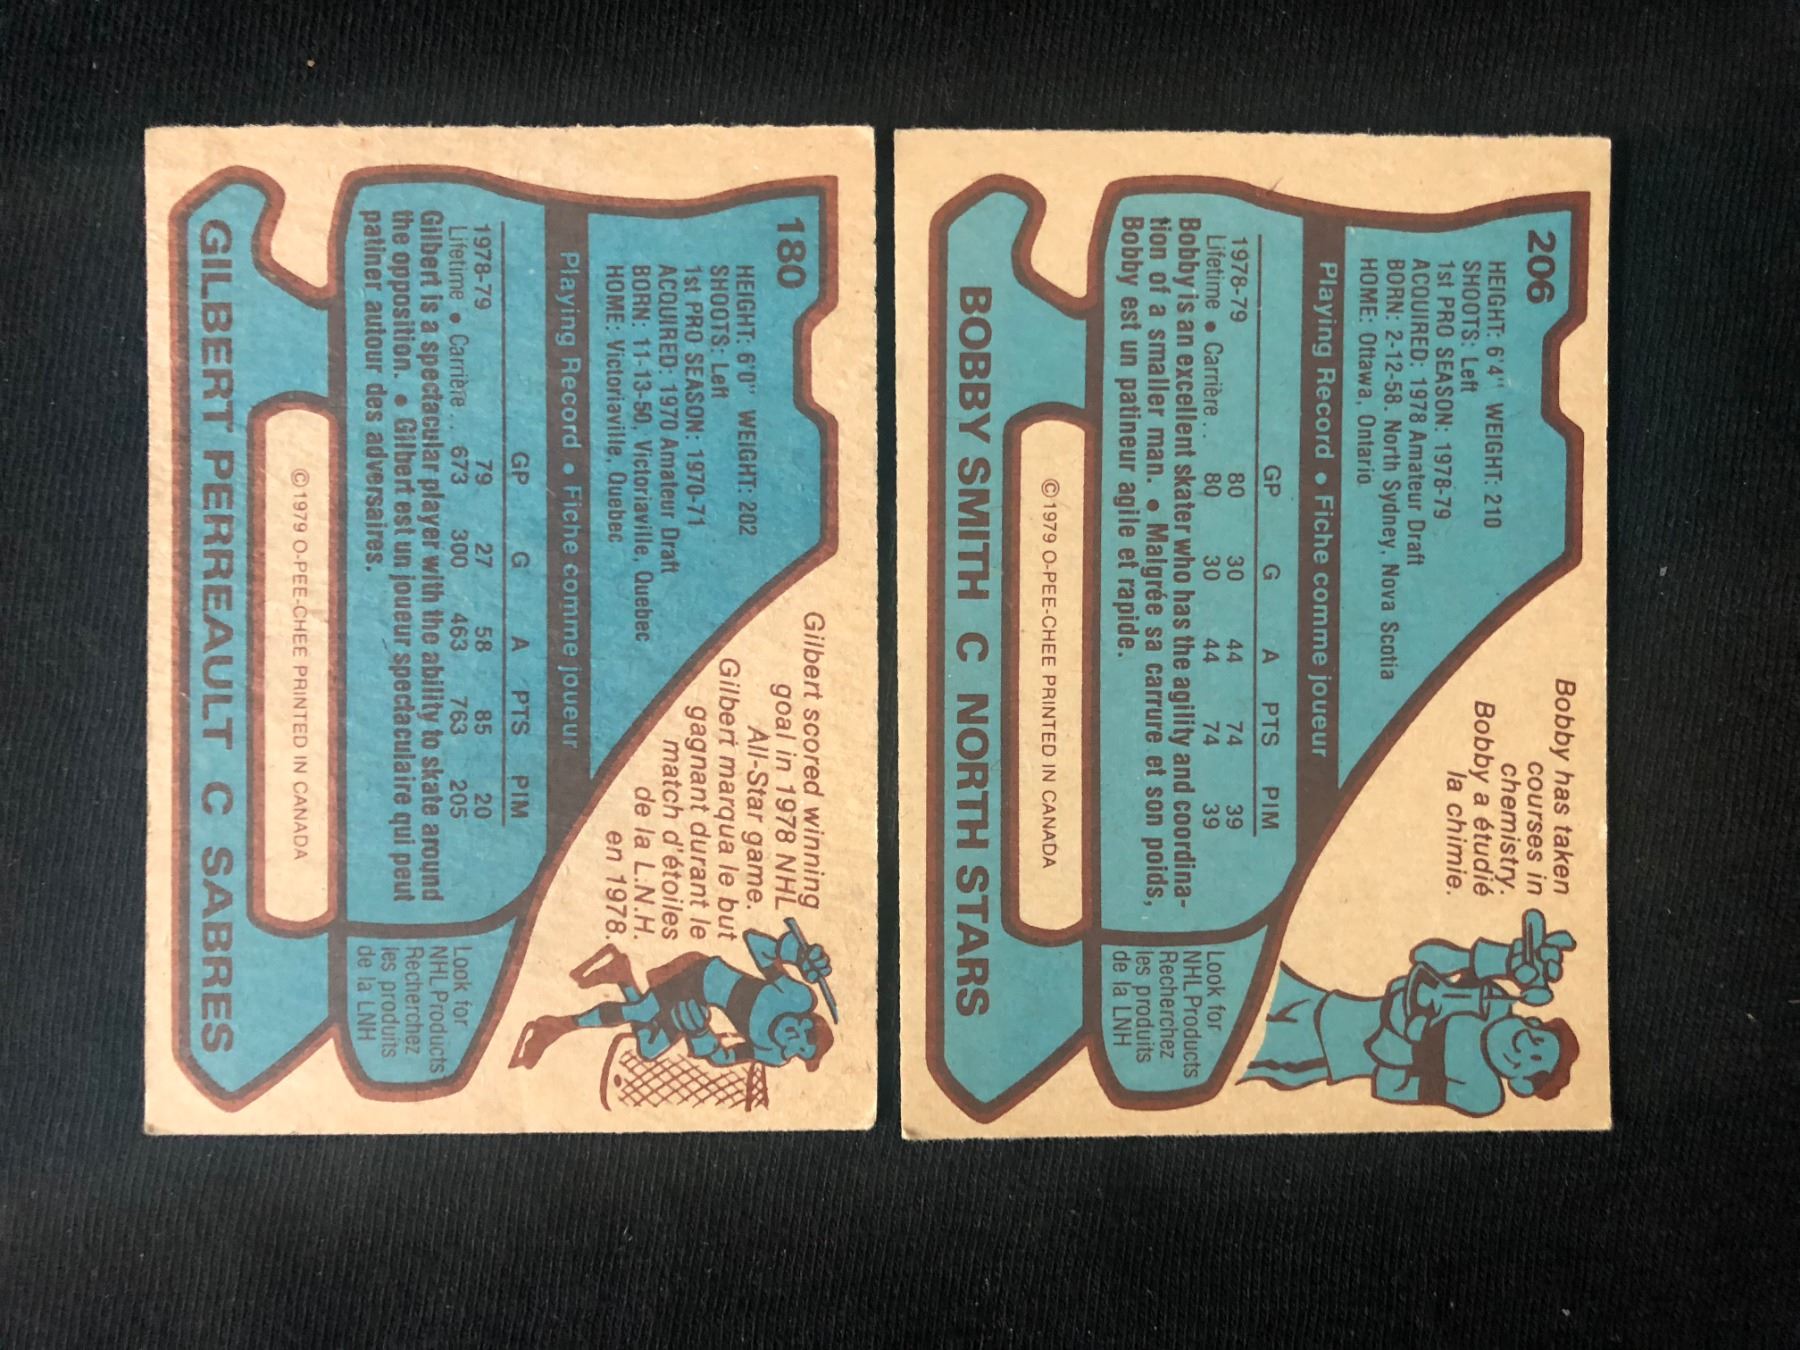 206
HEIGHT: 6'4" WEIGHT: 210
SHOOTS: Left
1st PRO SEASON: 1978-79
ACQUIRED: 1978 Amateur Draft
BORN: 2-12-58, North Sydney, Nova Scotia
HOME: Ottawa, Ontario
Bobby has taken
courses in
chemistry.
Bobby a étudié
la chimie.
Playing Record • Fiche comme joueur
GP G A PTS PIM
1978-79 80 30 44 74 39
Lifetime • Carrière.. 80 30 44 74 39
Bobby is an excellent skater who has the agility and coordina-
tion of a smaller man. • Malgrée sa carrure et son poids,
Bobby est un patineur agile et rapide.
Look for
NHL Products
Recherchez
les produits
de la LNH
©1979 O-PEE-CHEE PRINTED IN CANADA
BOBBY SMITH C NORTH STARS
180
HEIGHT: 6'0" WEIGHT: 202
SHOOTS: Left
1st PRO SEASON: 1970-71
ACQUIRED: 1970 Amateur Draft
BORN: 11-13-50, Victoriaville, Quebec
HOME: Victoriaville, Quebec
Gilbert scored winning
goal in 1978 NHL
All-Star game.
Gilbert marqua le but
gagnant durant le
match d'étoiles
de la L.N.H.
en 1978.
Playing Record • Fiche comme joueur
GP G A PTS PIM
1978-79 79 27 58 85 20
Lifetime • Carrière.. 673 300 463 763 205
Gilbert is a spectacular player with the ability to skate around
the opposition. • Gilbert est un joueur spectaculaire qui peut
patiner autour des adversaires.
Look for
NHL Products
Recherchez
les produits
de la LNH
©1979 O-PEE-CHEE PRINTED IN CANADA
GILBERT PERREAULT C SABRES